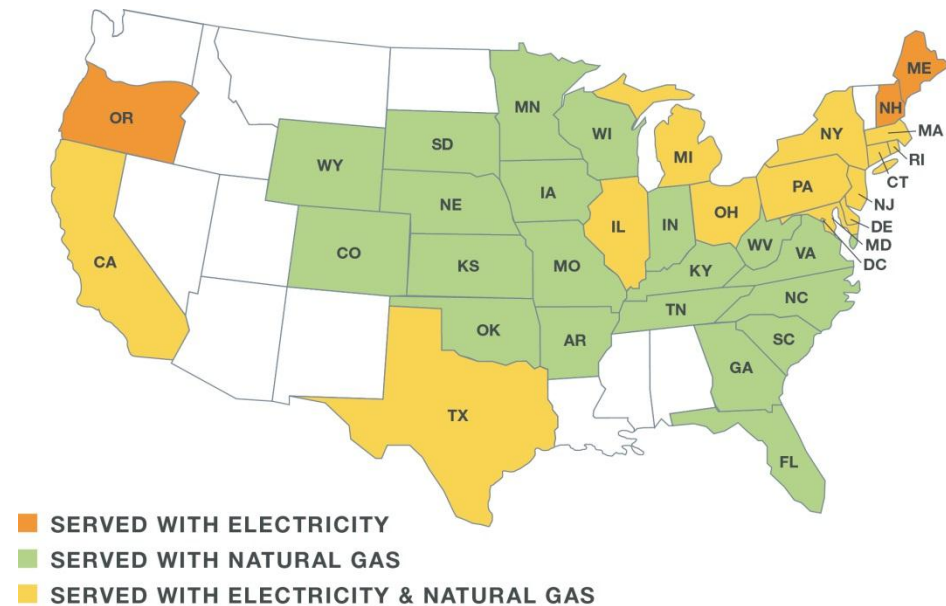 ME
NH
OR
MN
MA
NY
WI
RI
SD
MI
WY
CT
PA
IA
NJ
NE
OH
DE
IL
IN
MD
WV
CO
VA
DC
CA
KS
MO
KY
NC
TN
OK
AR
SC
GA
TX
FL
SERVED WITH ELECTRICITY
SERVED WITH NATURAL GAS
SERVED WITH ELECTRICITY & NATURAL GAS